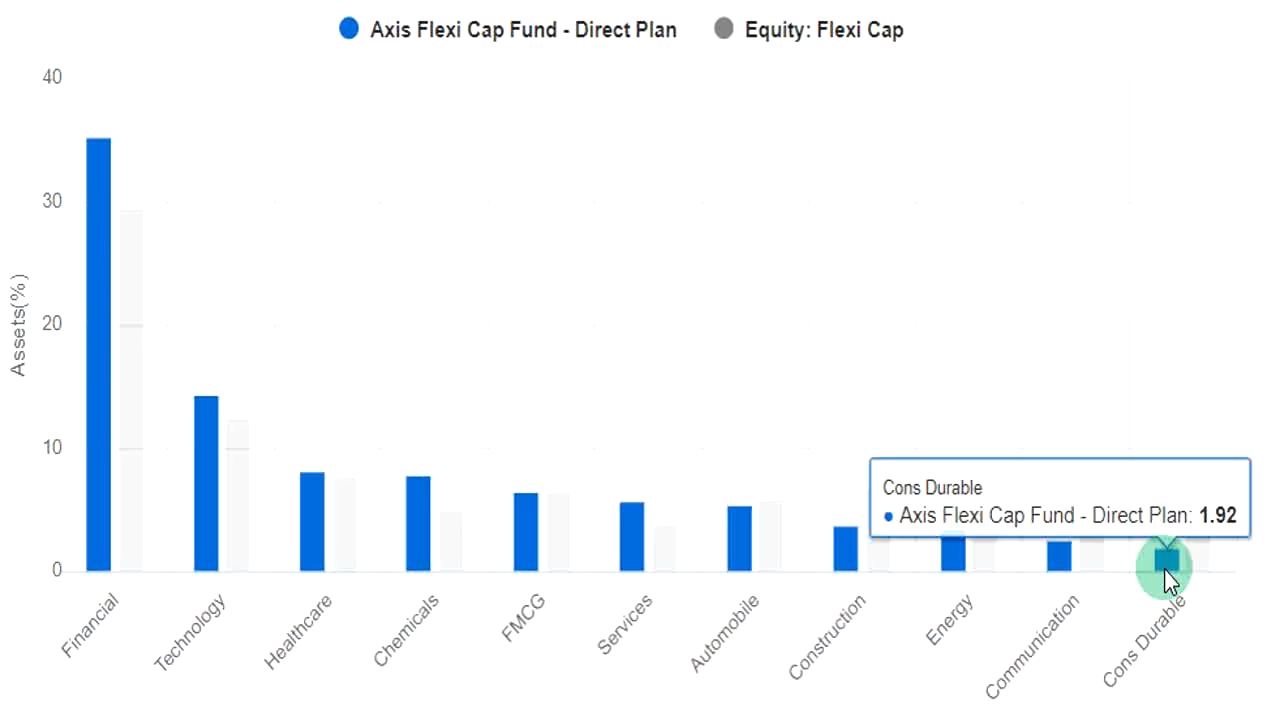 Axis Flexi Cap Fund - Direct Plan
Equity: Flexi Cap
40
30
20
10
0
Assets(%)
Cons Durable
Axis Flexi Cap Fund - Direct Plan: 1.92
Financial
Technology
Healthcare
Chemicals
FMCG
Services
Automobile
Construction
Energy
Communication
Cons Durable